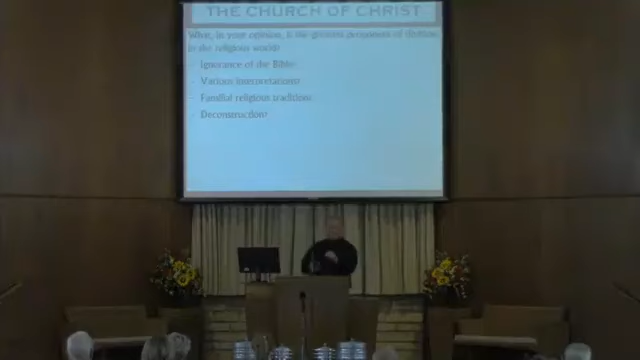 THE CHURCH OF CHRIST
What, in your opinion, is the greatest proponent of division
in the religious world?
- Ignorance of the Bible?
- Various interpretations?
- Familial religious traditions?
- Deconstruction?